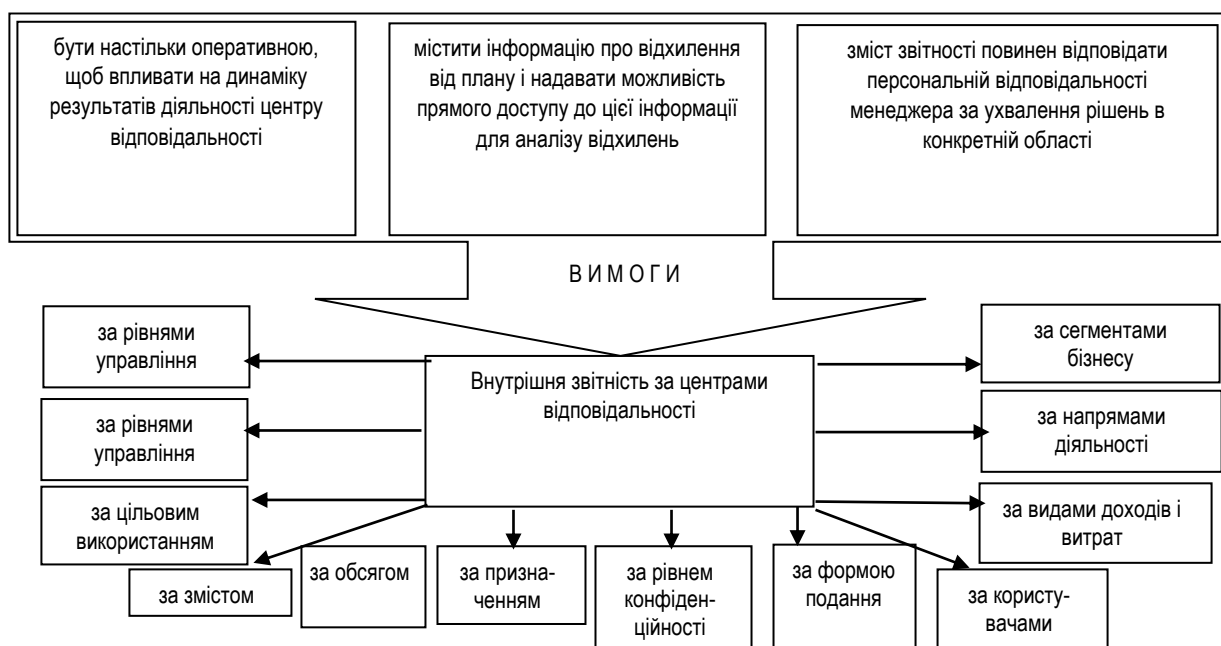 бути настільки оперативною,
щоб впливати на динаміку
результатів діяльності центру
відповідальності
містити інформацію про відхилення
від плану і надавати можливість
прямого доступу до цієї інформації
для аналізу відхилень
зміст звітності повинен відповідати
персональній відповідальності
менеджера за ухвалення рішень в
конкретній області
В И М О Г И
за рівнями
управління
за рівнями
управління
за цільовим
використанням
за змістом
Внутрішня звітність за центрами
відповідальності
за обсягом
за призна-
ченням
за рівнем
конфіден-
ційності
за формою
подання
за користу-
вачами
за сегментами
бізнесу
за напрямами
діяльності
за видами доходів і
витрат